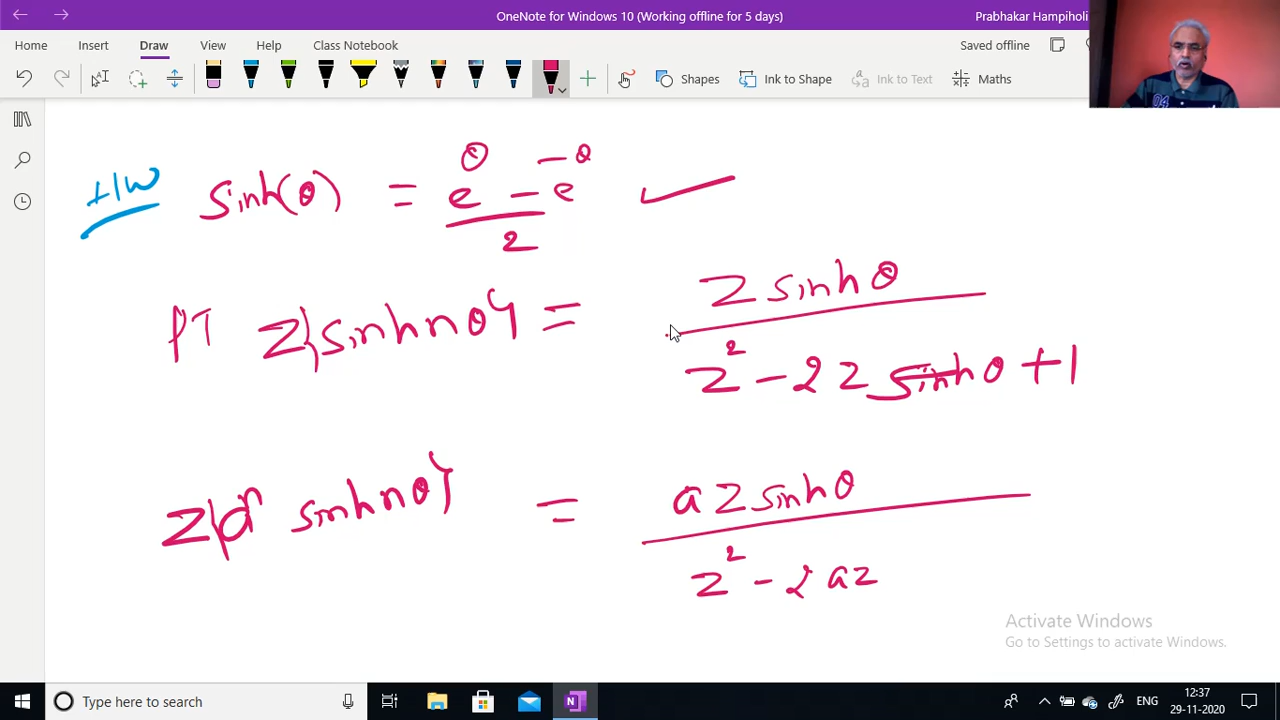 OneNote for Windows 10 (Working offline for 5 days)
Prabhakar Hampiholi
Home Insert Draw View Help Class Notebook
Saved offline
Shapes Ink to Shape Ink to Text Maths
H/W sinh(θ) = (e^θ - e^-θ)/2 ✓
PT Z{sinhnθ} = z sinhθ / (z² - 2z sinhθ + 1)
Z{aⁿ sinhnθ} = a z sinhθ / (z² - 2az
04
Activate Windows
Go to Settings to activate Windows.
Type here to search
N
ENG
12:37
29-11-2020